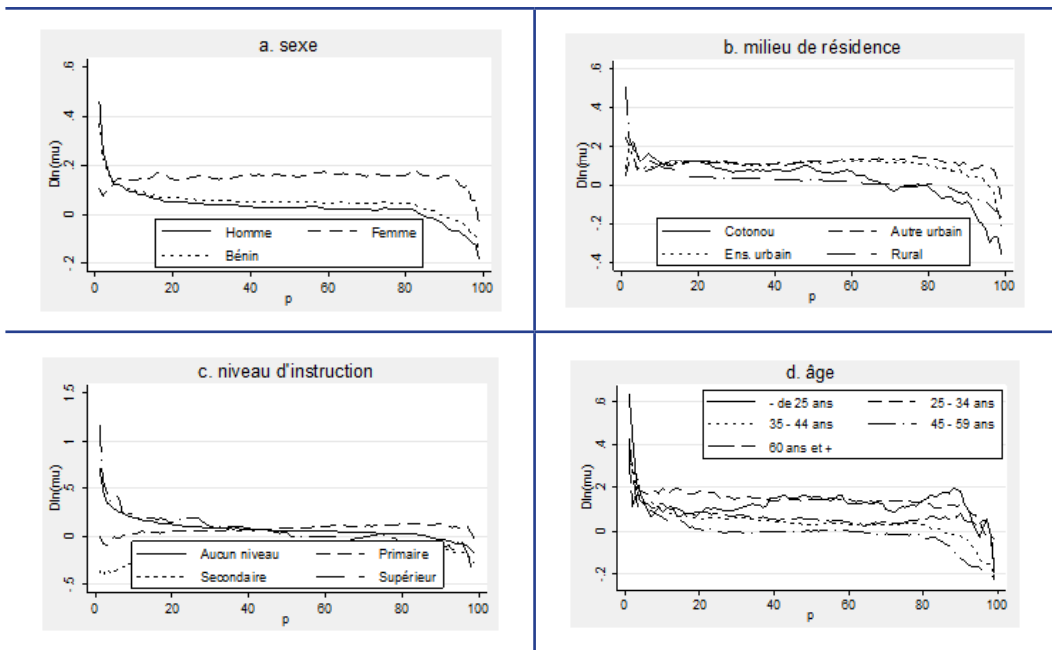 a. sexe
.6
.4
.2
0
-.2
Dln(mu)
Homme
Femme
Bénin
0 20 40 60 80 100
p
b. milieu de résidence
.6
.4
.2
0
-.2
-.4
Dln(mu)
Cotonou
Autre urbain
Ens. urbain
Rural
0 20 40 60 80 100
p
c. niveau d'instruction
1.5
1
.5
0
-.5
Dln(mu)
Aucun niveau
Primaire
Secondaire
Supérieur
0 20 40 60 80 100
p
d. âge
.6
.4
.2
0
-.2
Dln(mu)
- de 25 ans
25 - 34 ans
35 - 44 ans
45 - 59 ans
60 ans et +
0 20 40 60 80 100
p